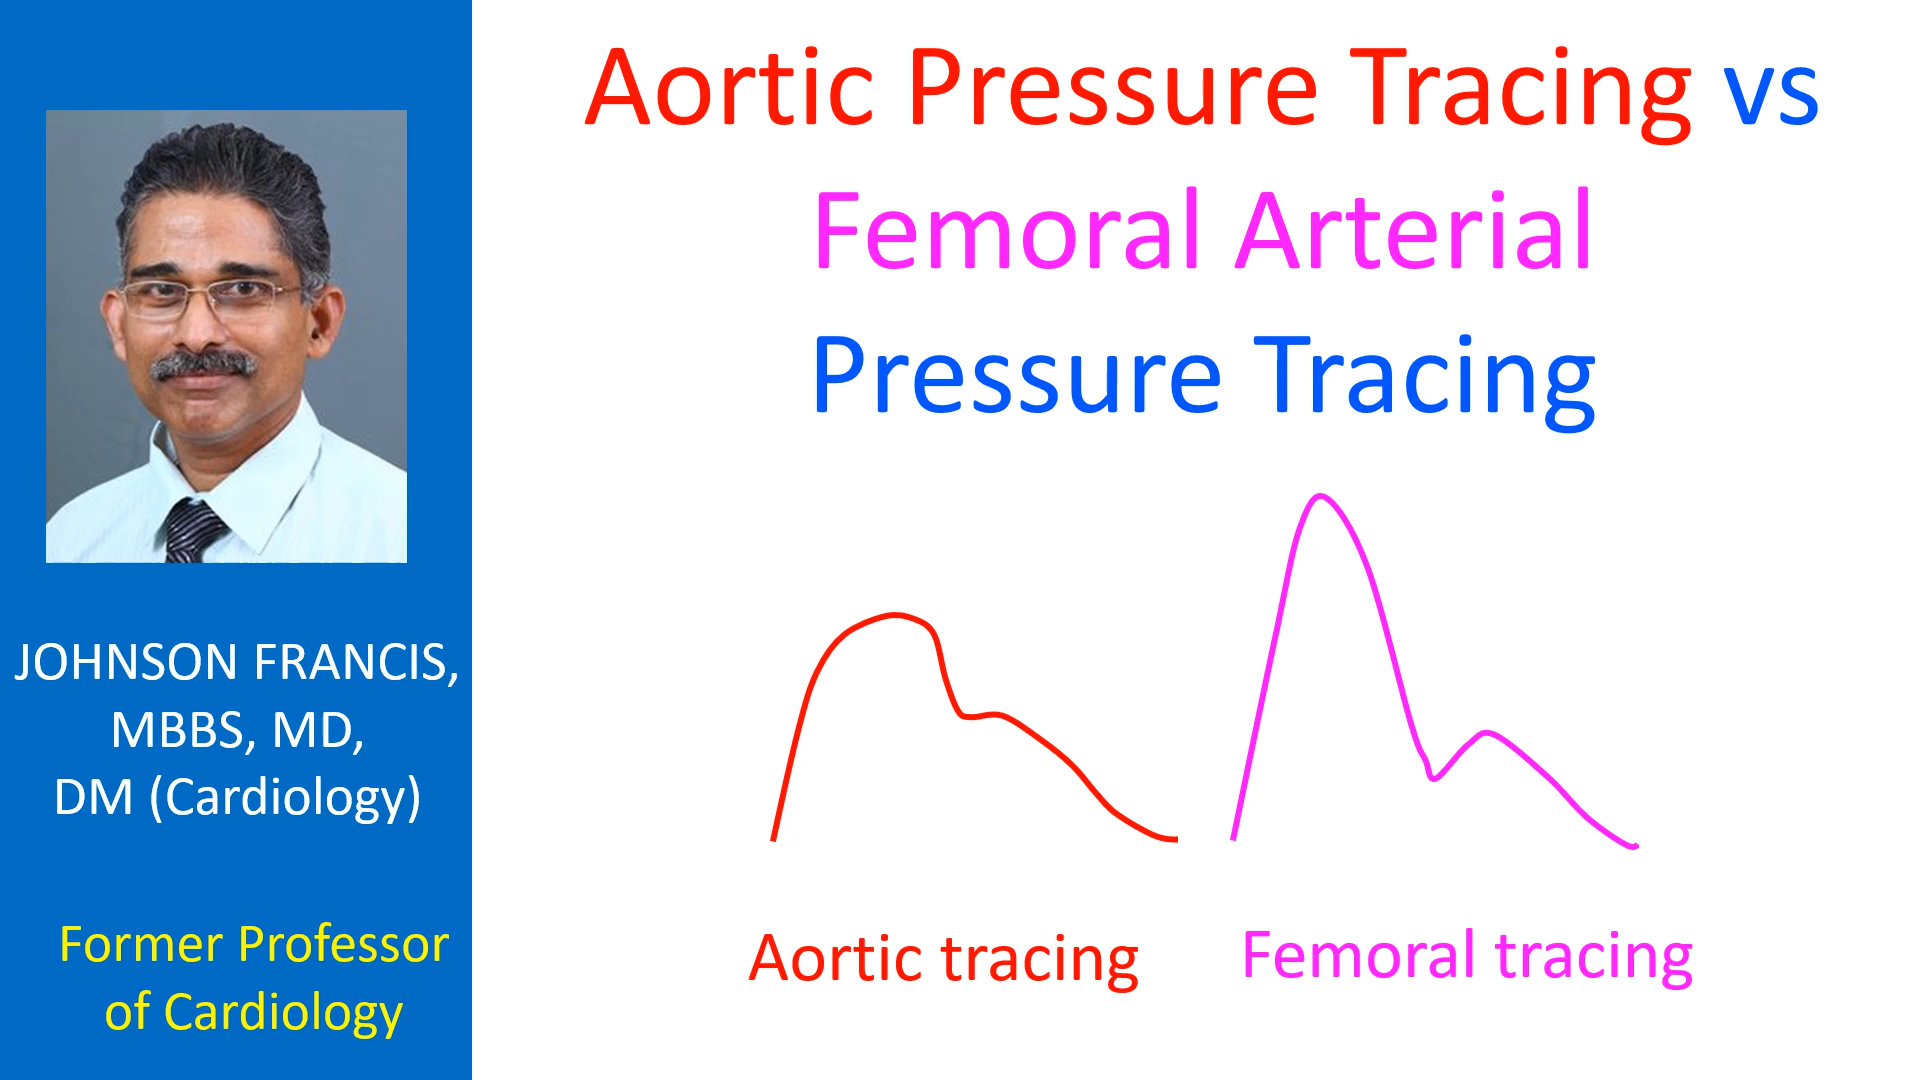 Aortic Pressure Tracing vs
Femoral Arterial
Pressure Tracing
JOHNSON FRANCIS,
MBBS, MD,
DM (Cardiology)
Former Professor
of Cardiology
Aortic tracing
Femoral tracing